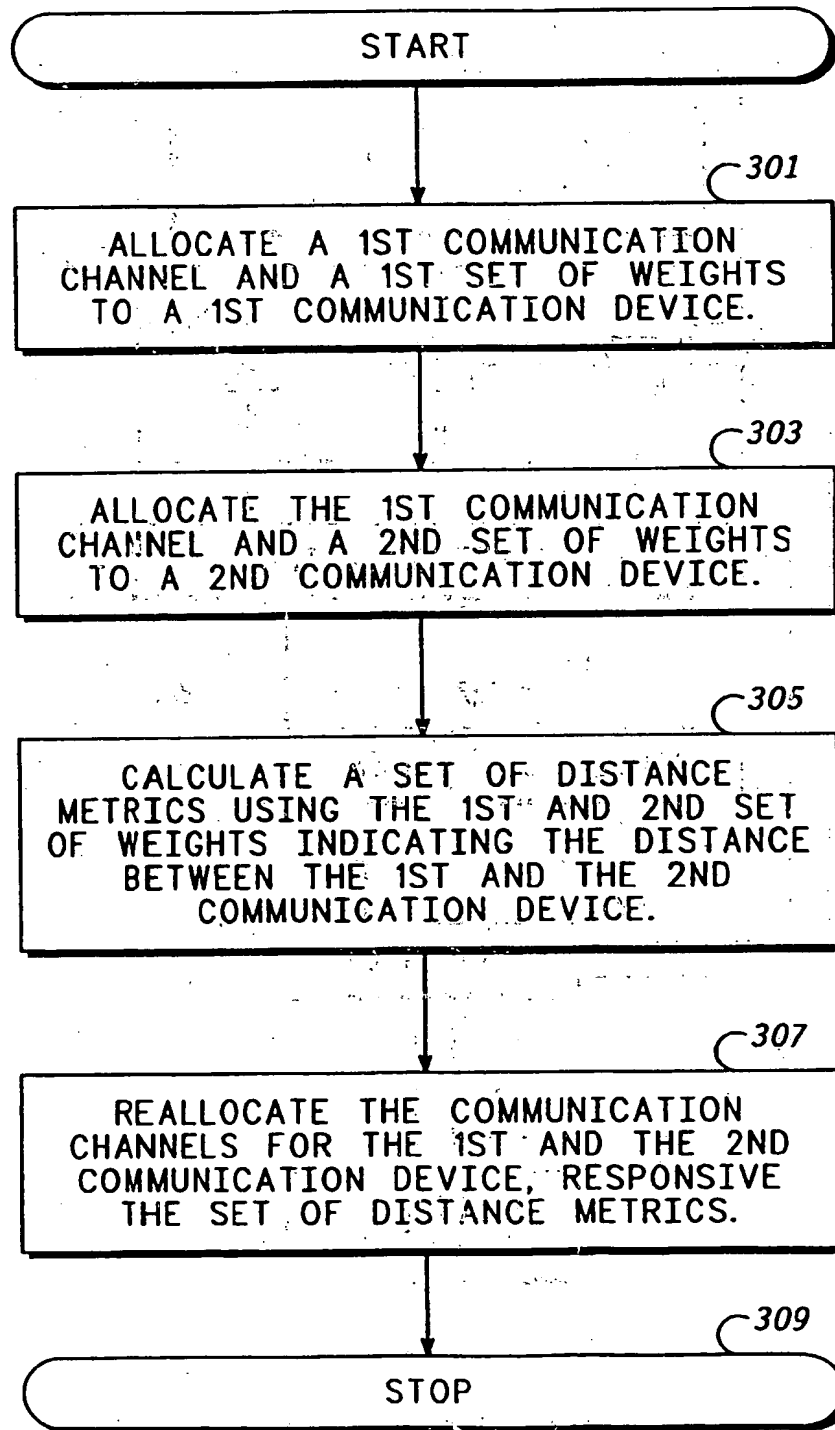 START
301
ALLOCATE A 1ST COMMUNICATION
CHANNEL AND A 1ST SET OF WEIGHTS
TO A 1ST COMMUNICATION DEVICE.
303
ALLOCATE THE 1ST COMMUNICATION
CHANNEL AND A 2ND SET OF WEIGHTS
TO A 2ND COMMUNICATION DEVICE.
305
CALCULATE A SET OF DISTANCE
METRICS USING THE 1ST AND 2ND SET
OF WEIGHTS INDICATING THE DISTANCE
BETWEEN THE 1ST AND THE 2ND
COMMUNICATION DEVICE.
307
REALLOCATE THE COMMUNICATION
CHANNELS FOR THE 1ST AND THE 2ND
COMMUNICATION DEVICE, RESPONSIVE
THE SET OF DISTANCE METRICS.
309
STOP